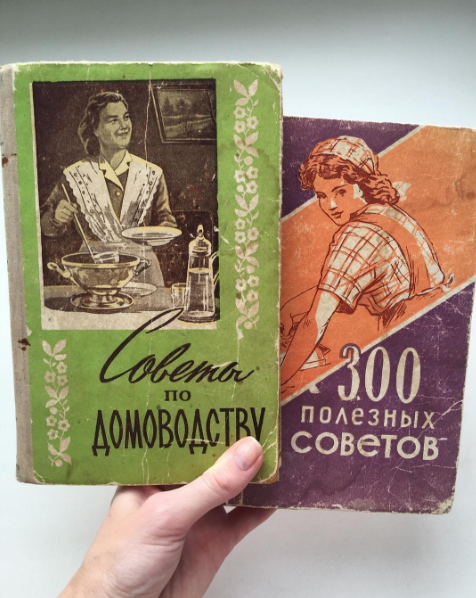 Советы
по
ДОМОВОДСТВУ
300
полезных
советов